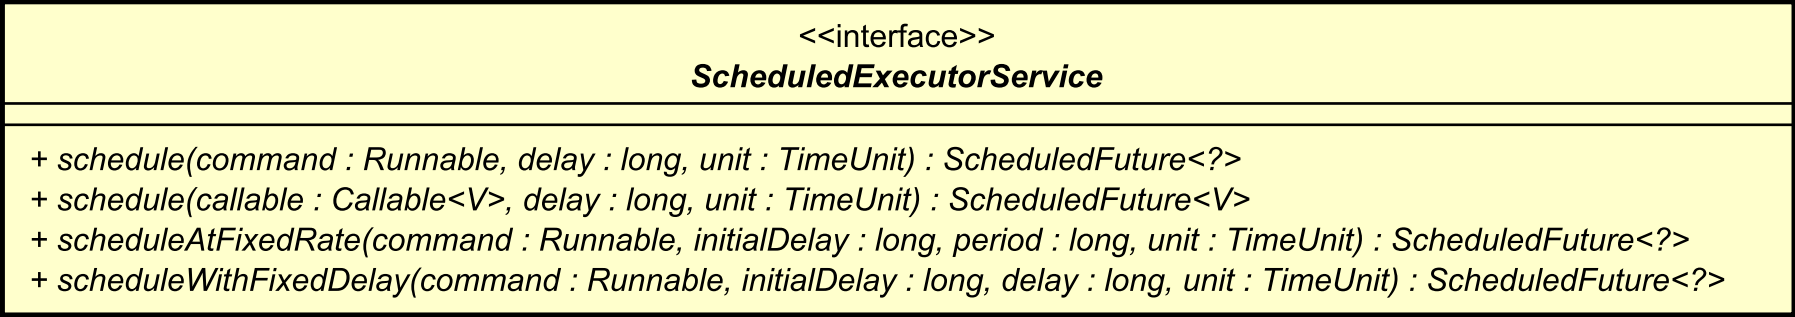 <<interface>>
ScheduledExecutorService
+ schedule(command : Runnable, delay : long, unit : TimeUnit) : ScheduledFuture<?>
+ schedule(callable : Callable<V>, delay : long, unit : TimeUnit) : ScheduledFuture<V>
+ scheduleAtFixedRate(command : Runnable, initialDelay : long, period : long, unit : TimeUnit) : ScheduledFuture<?>
+ scheduleWithFixedDelay(command : Runnable, initialDelay : long, delay : long, unit : TimeUnit) : ScheduledFuture<?>